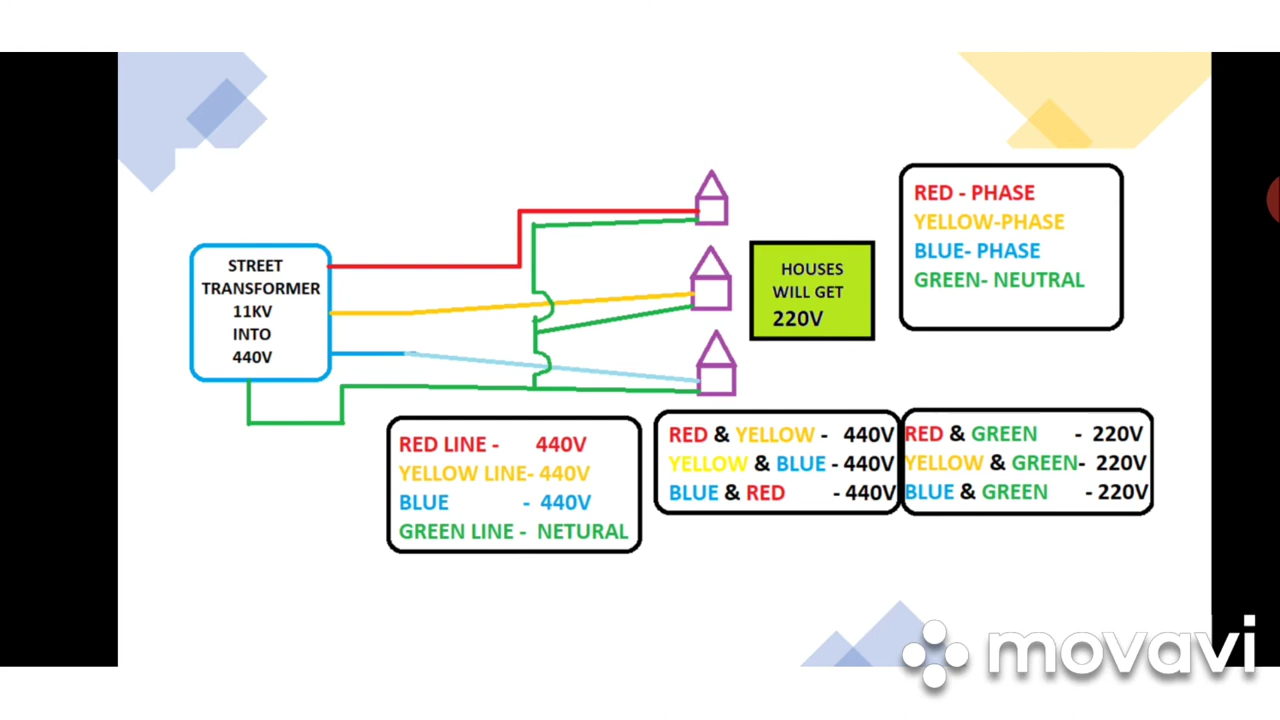 STREET
TRANSFORMER
11KV
INTO
440V
HOUSES
WILL GET
220V
RED - PHASE
YELLOW-PHASE
BLUE- PHASE
GREEN- NEUTRAL
RED LINE - 440V
YELLOW LINE- 440V
BLUE - 440V
GREEN LINE - NETURAL
RED & YELLOW - 440V
YELLOW & BLUE - 440V
BLUE & RED - 440V
RED & GREEN - 220V
YELLOW & GREEN- 220V
BLUE & GREEN - 220V
movavi